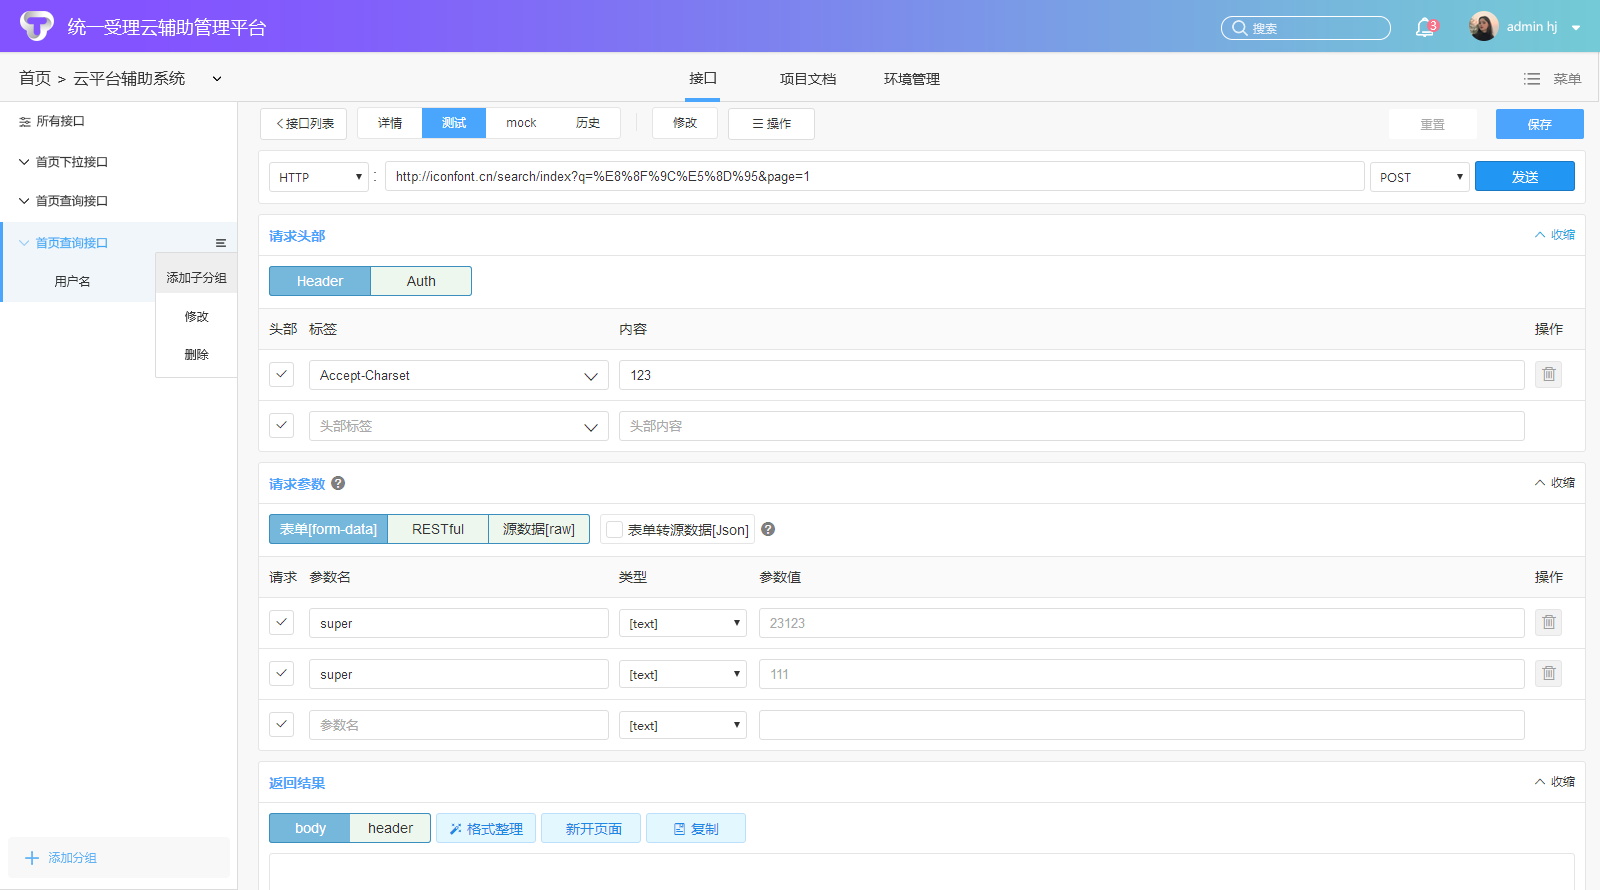 统一受理云辅助管理平台
搜索
3
admin hj
首页 > 云平台辅助系统
接口
项目文档
环境管理
菜单
所有接口
首页下拉接口
首页查询接口
首页查询接口
用户名
添加子分组
修改
删除
添加分组
接口列表
详情
测试
mock
历史
修改
操作
重置
保存
HTTP
:
http://iconfont.cn/search/index?q=%E8%8F%9C%E5%8D%95&page=1
POST
发送
请求头部
收缩
Header
Auth
头部 标签 内容 操作
Accept-Charset
123
头部标签
头部内容
请求参数 ?
收缩
表单[form-data]
RESTful
源数据[raw]
表单转源数据[Json] ?
请求 参数名 类型 参数值 操作
super
[text]
23123
super
[text]
111
参数名
[text]
返回结果
收缩
body
header
格式整理
新开页面
复制